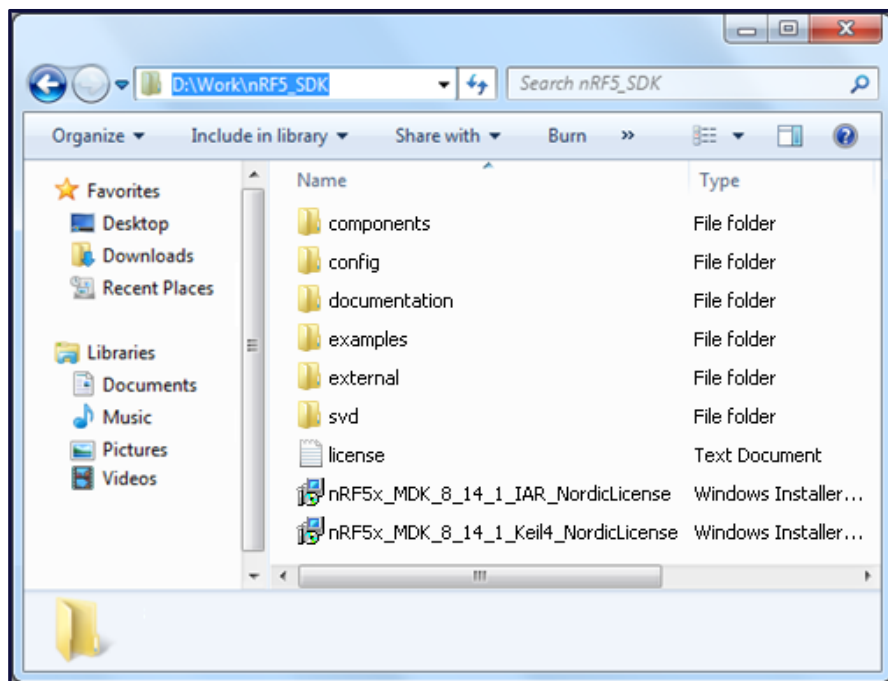 D:\Work\nRF5_SDK
Search nRF5_SDK
Organize
Include in library
Share with
Burn
»
Favorites
Desktop
Downloads
Recent Places
Libraries
Documents
Music
Pictures
Videos
Name Type
components File folder
config File folder
documentation File folder
examples File folder
external File folder
svd File folder
license Text Document
nRF5x_MDK_8_14_1_IAR_NordicLicense Windows Installer...
nRF5x_MDK_8_14_1_Keil4_NordicLicense Windows Installer...